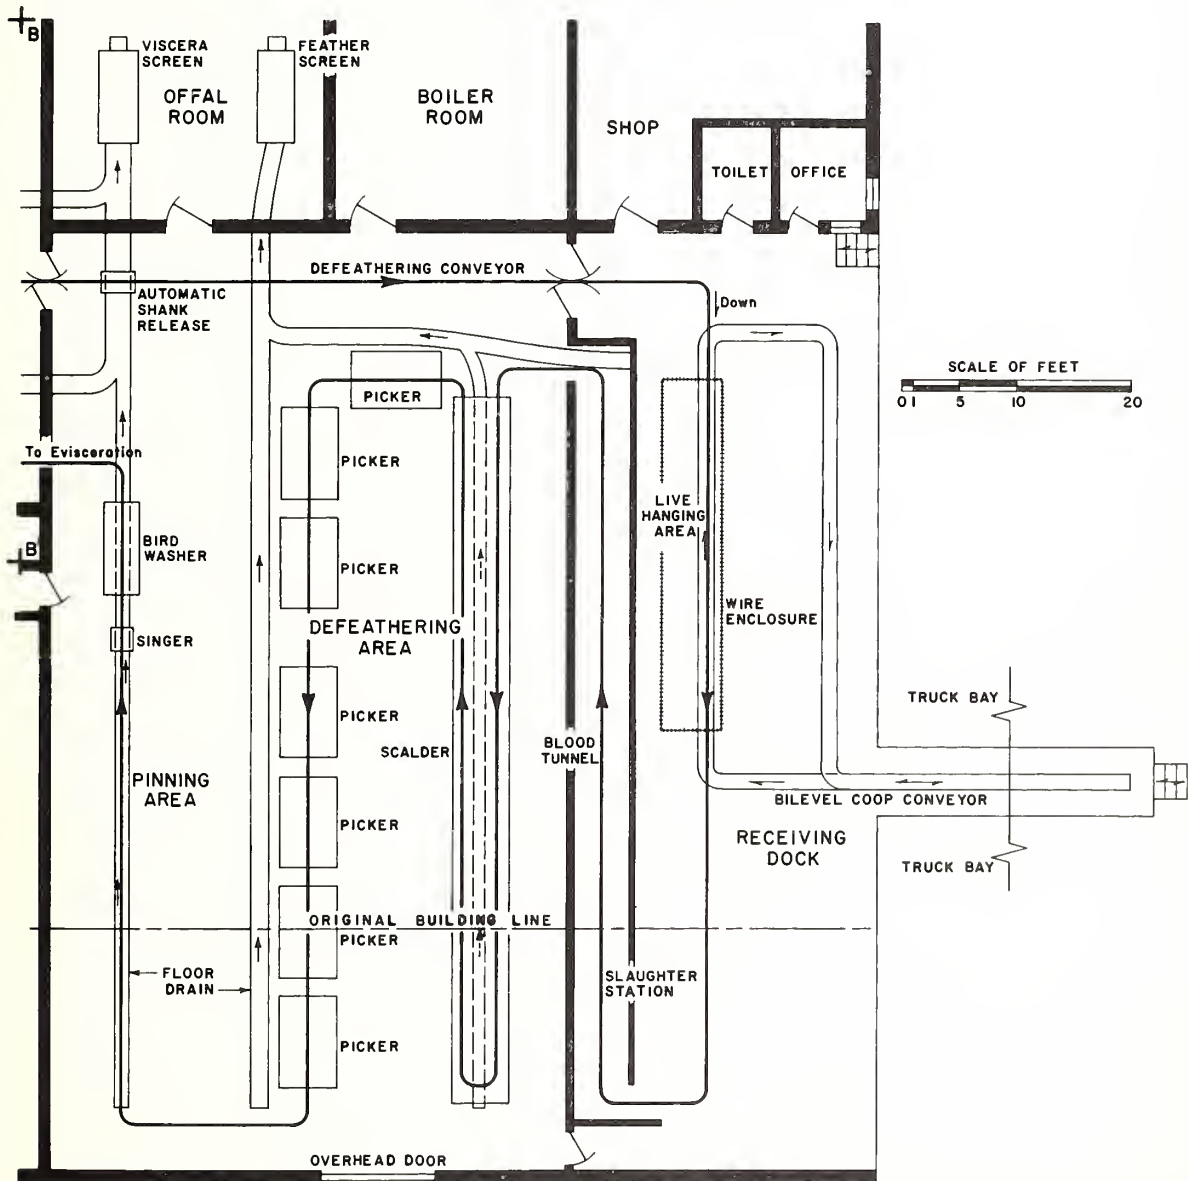 B
VISCERA
SCREEN
FEATHER
SCREEN
OFFAL
ROOM
BOILER
ROOM
SHOP
TOILET
OFFICE
DEFEATHERING CONVEYOR
AUTOMATIC
SHANK
RELEASE
Down
SCALE OF FEET
0 1 5 10 20
PICKER
To Evisceration
PICKER
LIVE
HANGING
AREA
BIRD
WASHER
B
PICKER
WIRE
ENCLOSURE
SINGER
DEFEATHERING
AREA
TRUCK BAY
PICKER
SCALDER
BLOOD
TUNNEL
PINNING
AREA
BILEVEL COOP CONVEYOR
PICKER
RECEIVING
DOCK
TRUCK BAY
ORIGINAL BUILDING LINE
PICKER
FLOOR
DRAIN
SLAUGHTER
STATION
PICKER
OVERHEAD DOOR